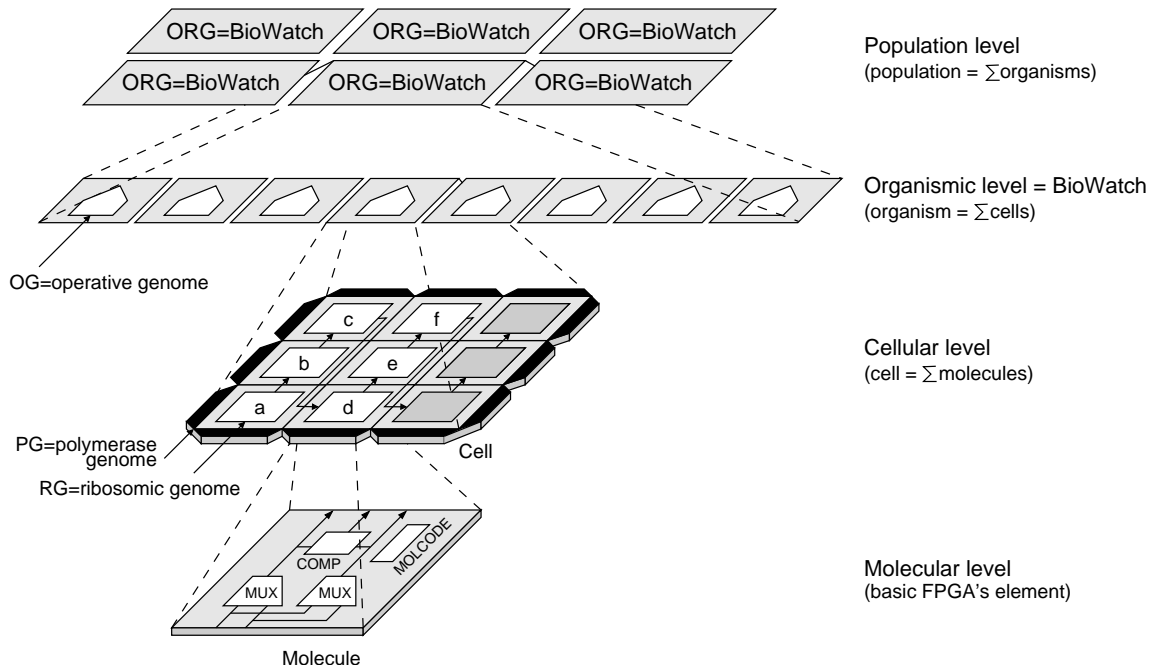 ORG=BioWatch ORG=BioWatch ORG=BioWatch
ORG=BioWatch ORG=BioWatch ORG=BioWatch
Population level
(population = ∑organisms)
Organismic level = BioWatch
(organism = ∑cells)
OG=operative genome
c f
b e
a d
Cellular level
(cell = ∑molecules)
PG=polymerase
genome
Cell
RG=ribosomic genome
COMP
MOLCODE
MUX MUX
Molecular level
(basic FPGA's element)
Molecule